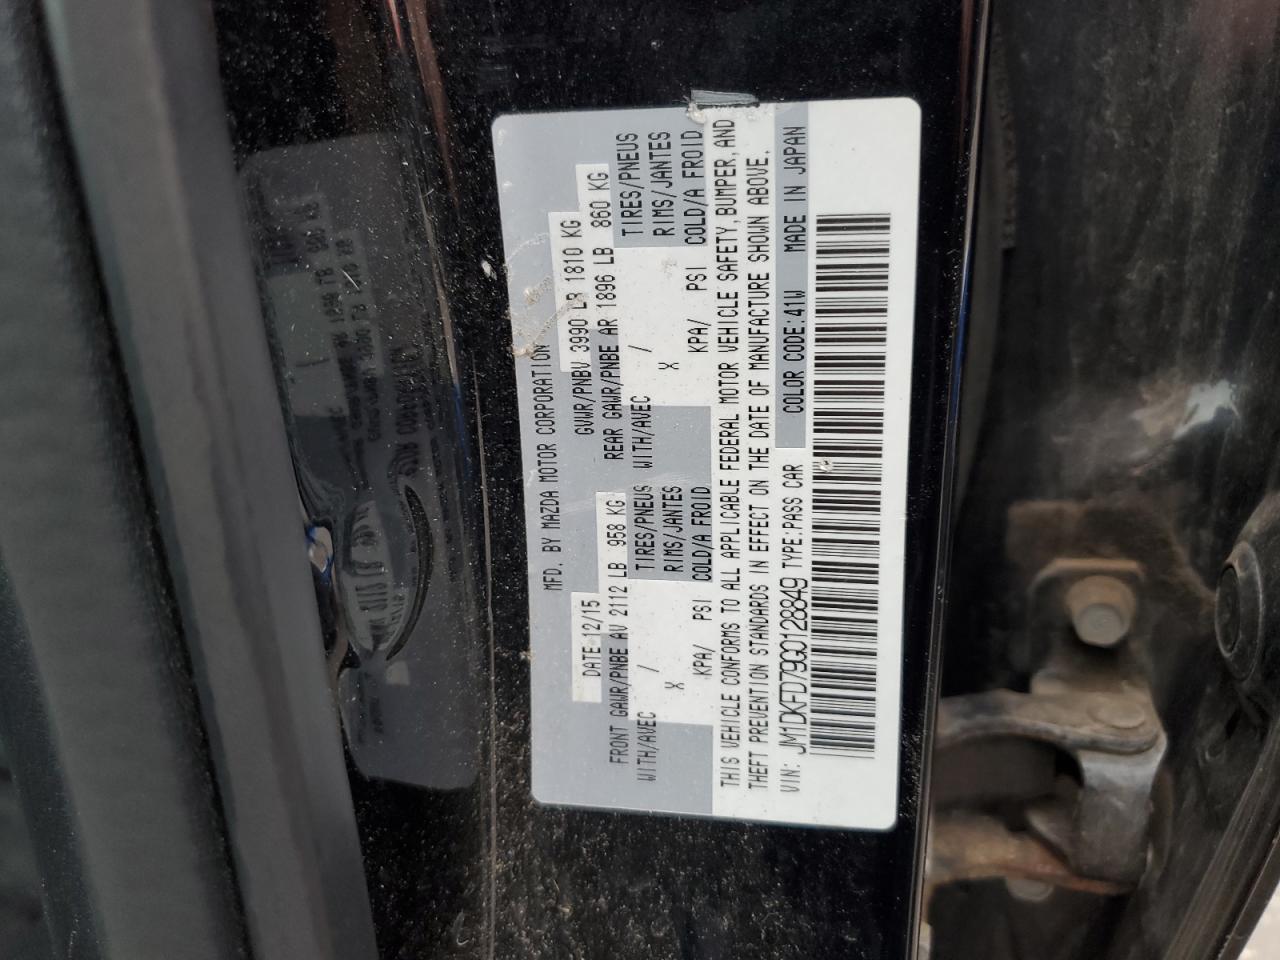 MFD. BY MAZDA MOTOR CORPORATION
DATE 12/15 GVWR/PNBV 3990 LB 1810 KG
FRONT GAWR/PNBE AV 2112 LB 958 KG REAR GAWR/PNBE AR 1896 LB 860 KG
WITH/AVEC / TIRES/PNEUS WITH/AVEC / TIRES/PNEUS
X RIMS/JANTES X RIMS/JANTES
KPA/ PSI COLD/A FROID KPA/ PSI COLD/A FROID
THIS VEHICLE CONFORMS TO ALL APPLICABLE FEDERAL MOTOR VEHICLE SAFETY, BUMPER, AND
THEFT PREVENTION STANDARDS IN EFFECT ON THE DATE OF MANUFACTURE SHOWN ABOVE.
VIN: JM1DKFD79G0128849 TYPE:PASS CAR COLOR CODE:41W MADE IN JAPAN